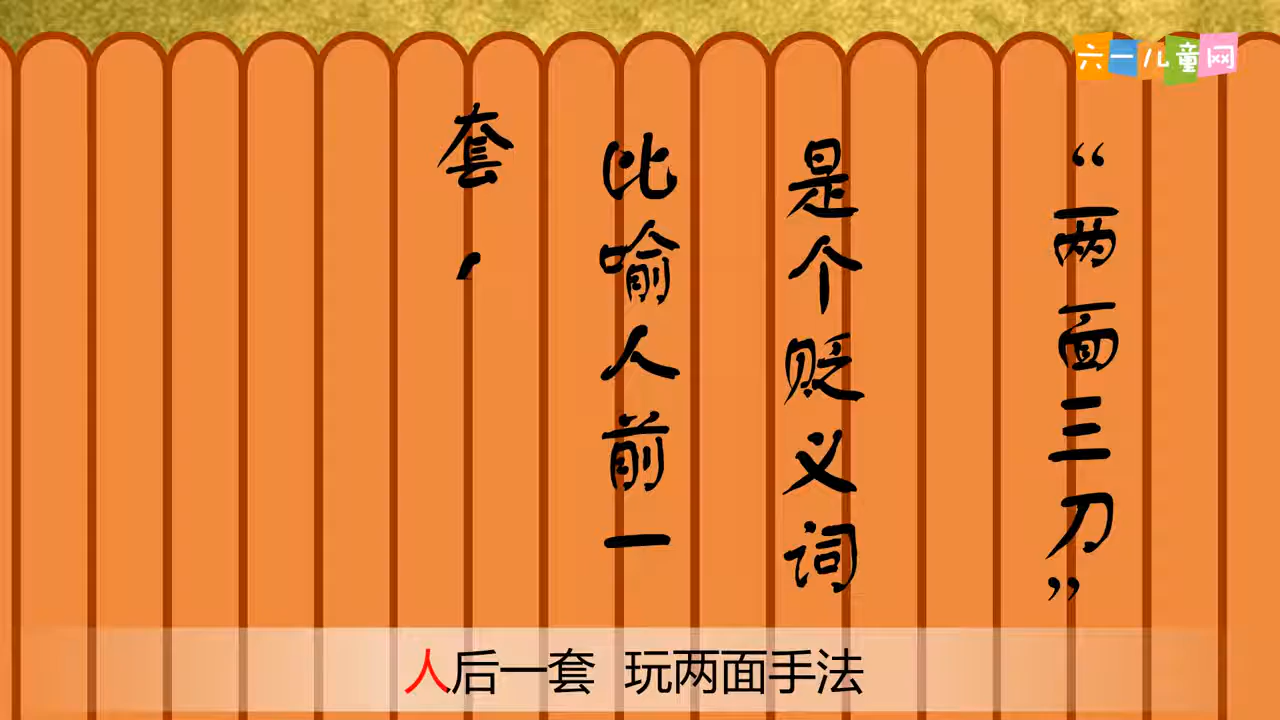 六一儿童网
“两面三刀”
是个贬义词
比喻人前一
套，
人后一套 玩两面手法